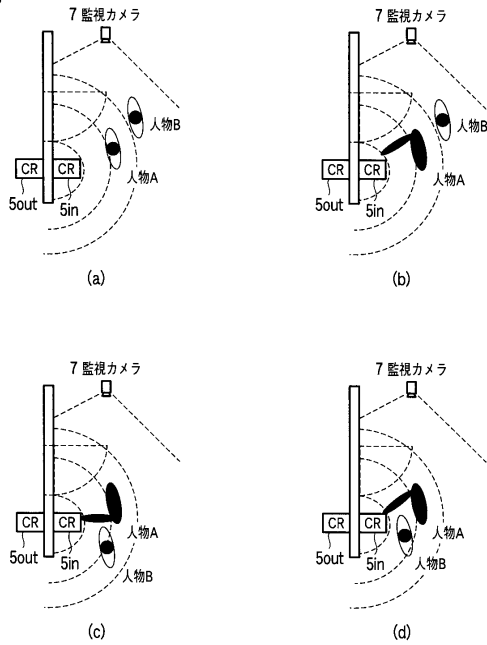 7 監視カメラ
人物B
CR CR
人物A
5out
5in
(a)
7 監視カメラ
人物B
CR CR
人物A
5out
5in
(b)
7 監視カメラ
CR CR
人物A
5out
5in
人物B
(c)
7 監視カメラ
CR CR
人物A
5out
5in
人物B
(d)